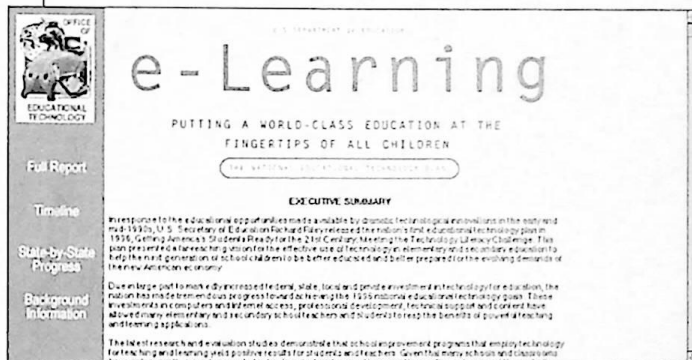 OFFICE
OF
EDUCATIONAL
TECHNOLOGY
Full Report
Timeline
State-by-State
Progress
Background
Information
U.S. DEPARTMENT OF EDUCATION
e-Learning
PUTTING A WORLD-CLASS EDUCATION AT THE
FINGERTIPS OF ALL CHILDREN
THE NATIONAL EDUCATIONAL TECHNOLOGY PLAN
EXECUTIVE SUMMARY
In response to the educational opportunities made available by dramatic technological innovations in the early and
mid-1990s, U.S. Secretary of Education Richard Riley released the nation's first educational technology plan in
1996, Getting America's Students Ready for the 21st Century: Meeting the Technology Literacy Challenge. This
plan presented a far-reaching vision for the effective use of technology in elementary and secondary education to
help the next generation of school children to be better educated and better prepared for the evolving demands of
the new American economy.
Due in large part to markedly increased federal, state, local and private investment in technology for education, the
nation has made tremendous progress toward achieving the 1996 national educational technology goals. These
investments in computers and Internet access, professional development, technical support and content have
allowed many elementary and secondary school teachers and students to reap the benefits of powerful teaching
and learning applications.
The latest research and evaluation studies demonstrate that school improvement programs that employ technology
for teaching and learning yield positive results for students and teachers. Given that many schools and classrooms